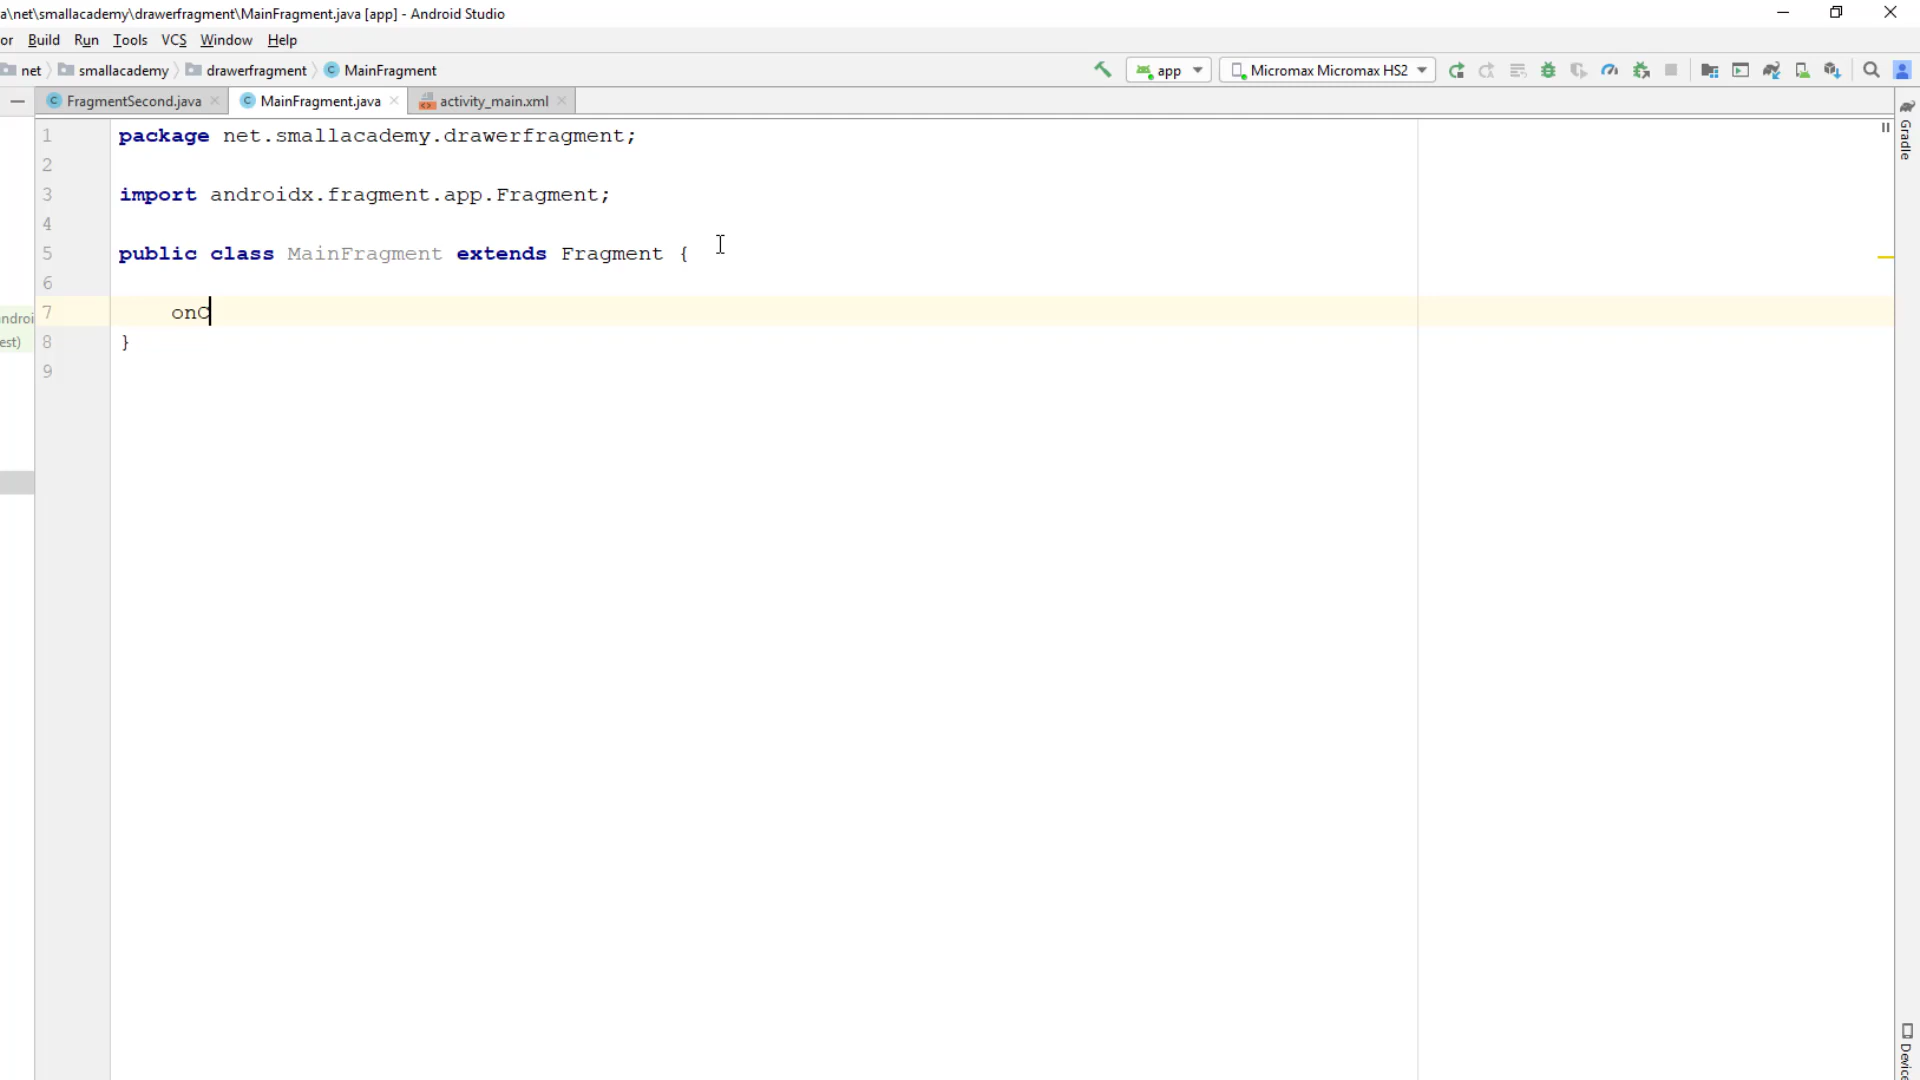 a\net\smallacademy\drawerfragment\MainFragment.java [app] - Android Studio
or Build Run Tools VCS Window Help
net smallacademy drawerfragment MainFragment app Micromax Micromax HS2
FragmentSecond.java MainFragment.java activity_main.xml
Gradle
1 package net.smallacademy.drawerfragment;
2
3 import androidx.fragment.app.Fragment;
4
5 public class MainFragment extends Fragment {
6
7 onC
8 }
9
androi
est)
Device